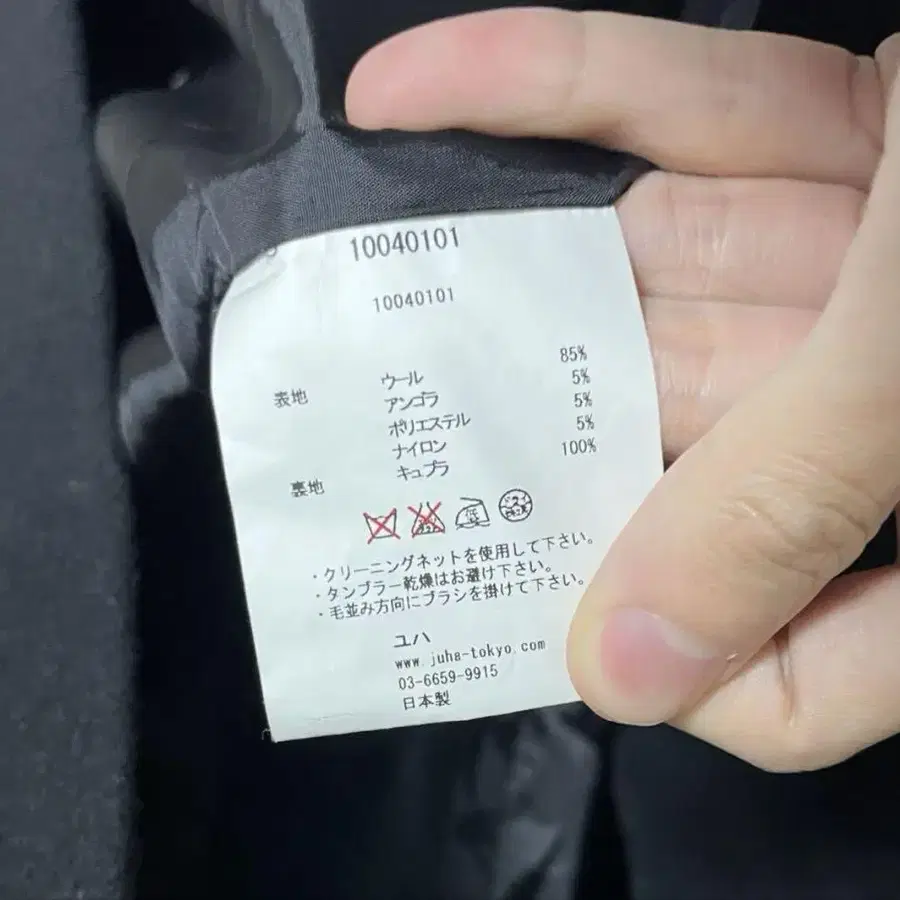 10040101
10040101
表地 ウール 85%
アンゴラ 5%
ポリエステル 5%
ナイロン 5%
裏地 キュプラ 100%
低
ドライ
・クリーニングネットを使用して下さい。
・タンブラー乾燥はお避け下さい。
・毛並み方向にブラシを掛けて下さい。
ユハ
www.juha-tokyo.com
03-6659-9915
日本製